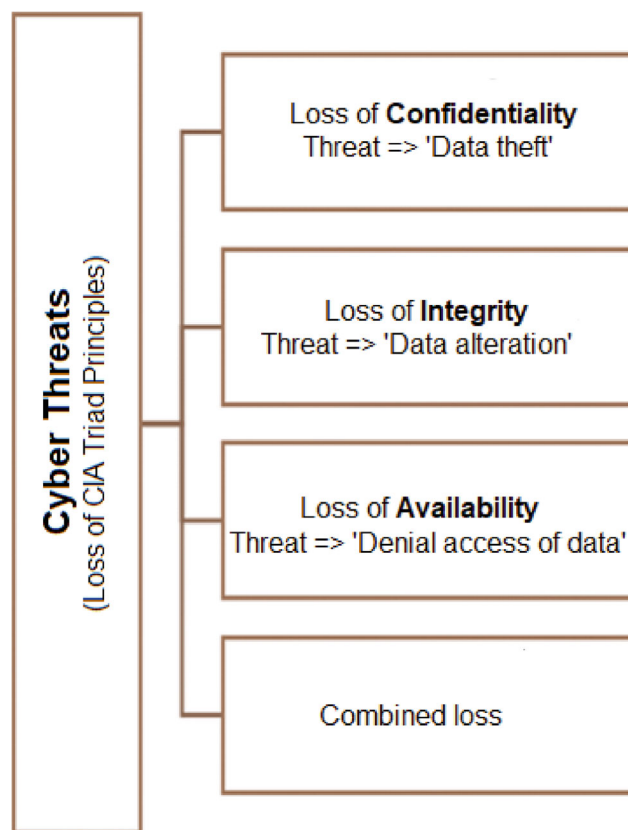 Cyber Threats
(Loss of CIA Triad Principles)
Loss of Confidentiality
Threat => 'Data theft'
Loss of Integrity
Threat => 'Data alteration'
Loss of Availability
Threat => 'Denial access of data'
Combined loss